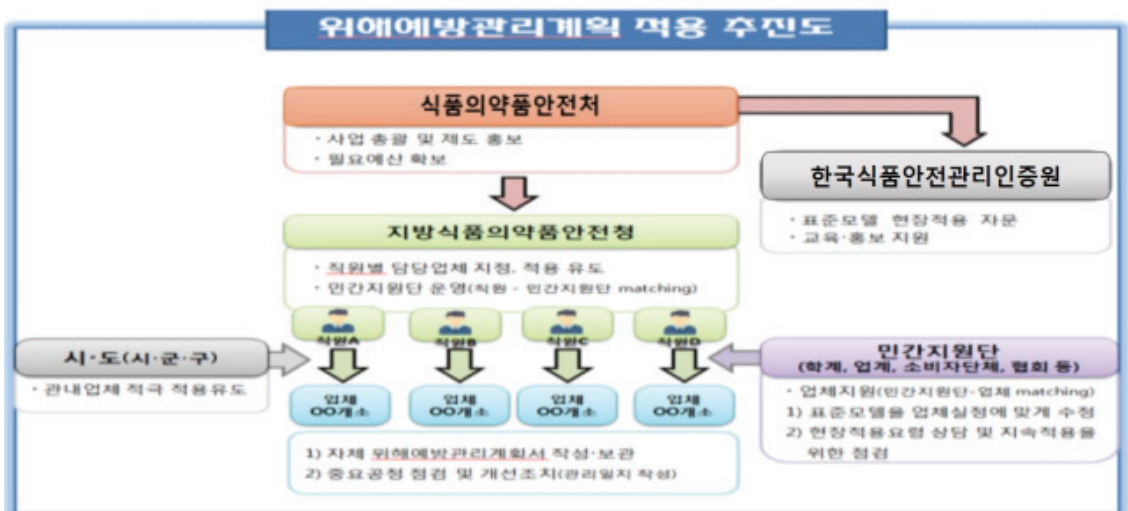 위해예방관리계획 적용 추진도
식품의약품안전처
· 사업 총괄 및 제도 홍보
· 필요예산 확보
한국식품안전관리인증원
· 표준모델 현장적용 자문
· 교육·홍보 지원
지방식품의약품안전청
· 직원별 담당업체 지정, 적용 유도
· 민간지원단 운영(직원 - 민간지원단 matching)
직원A 직원B 직원C 직원D
시·도(시·군·구)
· 관내업체 적극 적용유도
민간지원단
(학계, 업계, 소비자단체, 협회 등)
· 업체지원(민간지원단-업체 matching)
1) 표준모델을 업체실정에 맞게 수정
2) 현장적용요령 상담 및 지속적용을
위한 점검
업체 업체 업체 업체
OO개소 OO개소 OO개소 OO개소
1) 자체 위해예방관리계획서 작성·보관
2) 중요공정 점검 및 개선조치(관리일지 작성)